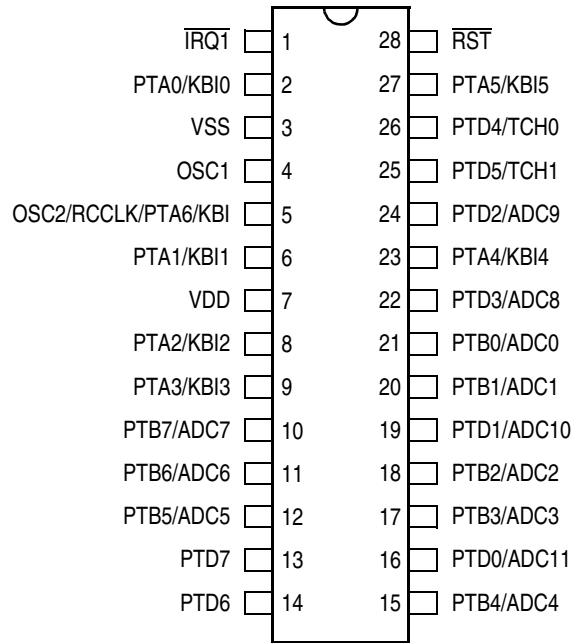 IRQ1 1 28 RST
PTA0/KBI0 2 27 PTA5/KBI5
VSS 3 26 PTD4/TCH0
OSC1 4 25 PTD5/TCH1
OSC2/RCCLK/PTA6/KBI 5 24 PTD2/ADC9
PTA1/KBI1 6 23 PTA4/KBI4
VDD 7 22 PTD3/ADC8
PTA2/KBI2 8 21 PTB0/ADC0
PTA3/KBI3 9 20 PTB1/ADC1
PTB7/ADC7 10 19 PTD1/ADC10
PTB6/ADC6 11 18 PTB2/ADC2
PTB5/ADC5 12 17 PTB3/ADC3
PTD7 13 16 PTD0/ADC11
PTD6 14 15 PTB4/ADC4